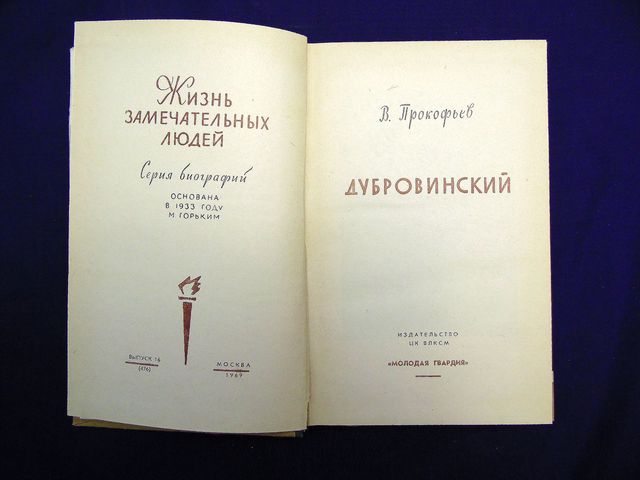 Жизнь
ЗАМЕЧАТЕЛЬНЫХ
ЛЮДЕЙ
Серия биографий
ОСНОВАНА
В 1933 ГОДУ
М. ГОРЬКИМ
ВЫПУСК 16
(476)
МОСКВА
1969
В. Прокофьев
ДУБРОВИНСКИЙ
ИЗДАТЕЛЬСТВО
ЦК ВЛКСМ
«МОЛОДАЯ ГВАРДИЯ»